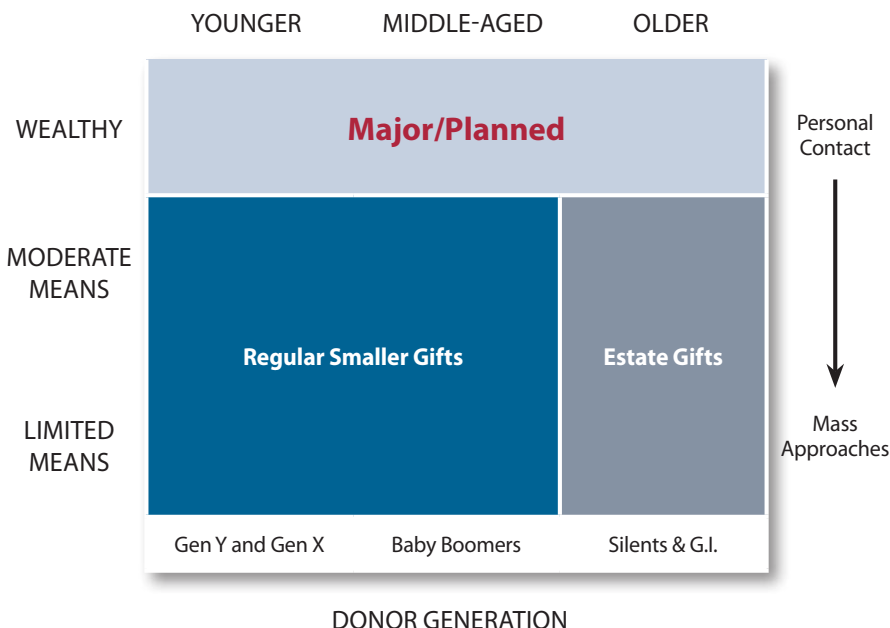 YOUNGER
MIDDLE-AGED
OLDER
WEALTHY
Major/Planned
Personal
Contact
MODERATE
MEANS
Regular Smaller Gifts
Estate Gifts
LIMITED
MEANS
Mass
Approaches
Gen Y and Gen X
Baby Boomers
Silents & G.I.
DONOR GENERATION